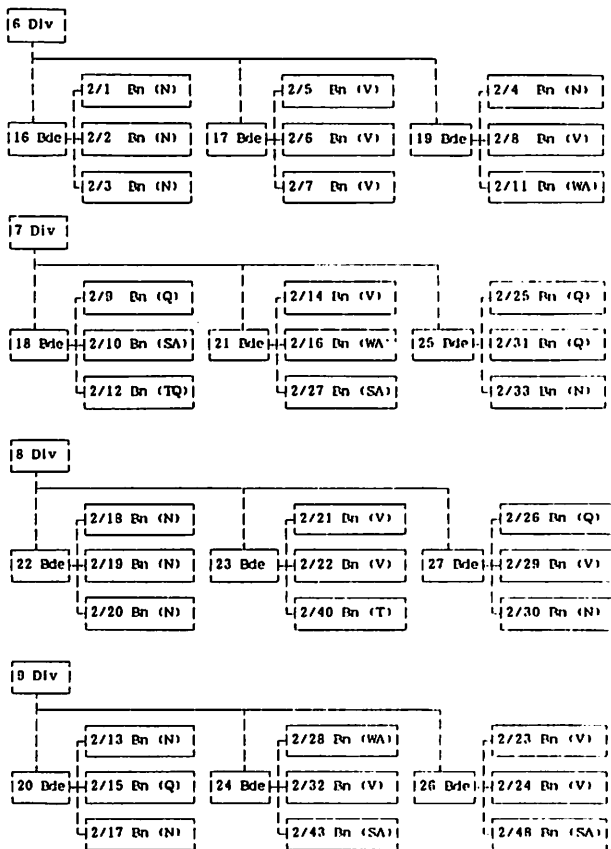 6 Div
2/1 Bn (N)
2/5 Bn (V)
2/4 Bn (N)
16 Bde
2/2 Bn (N)
17 Bde
2/6 Bn (V)
19 Bde
2/8 Bn (V)
2/3 Bn (N)
2/7 Bn (V)
2/11 Bn (WA)
7 Div
2/9 Bn (Q)
2/14 Bn (V)
2/25 Bn (Q)
18 Bde
2/10 Bn (SA)
21 Bde
2/16 Bn (WA)
25 Bde
2/31 Bn (Q)
2/12 Bn (TQ)
2/27 Bn (SA)
2/33 Bn (N)
8 Div
2/18 Bn (N)
2/21 Bn (V)
2/26 Bn (Q)
22 Bde
2/19 Bn (N)
23 Bde
2/22 Bn (V)
27 Bde
2/29 Bn (V)
2/20 Bn (N)
2/40 Bn (T)
2/30 Bn (N)
9 Div
2/13 Bn (N)
2/28 Bn (WA)
2/23 Bn (V)
20 Bde
2/15 Bn (Q)
24 Bde
2/32 Bn (V)
26 Bde
2/24 Bn (V)
2/17 Bn (N)
2/43 Bn (SA)
2/48 Bn (SA)